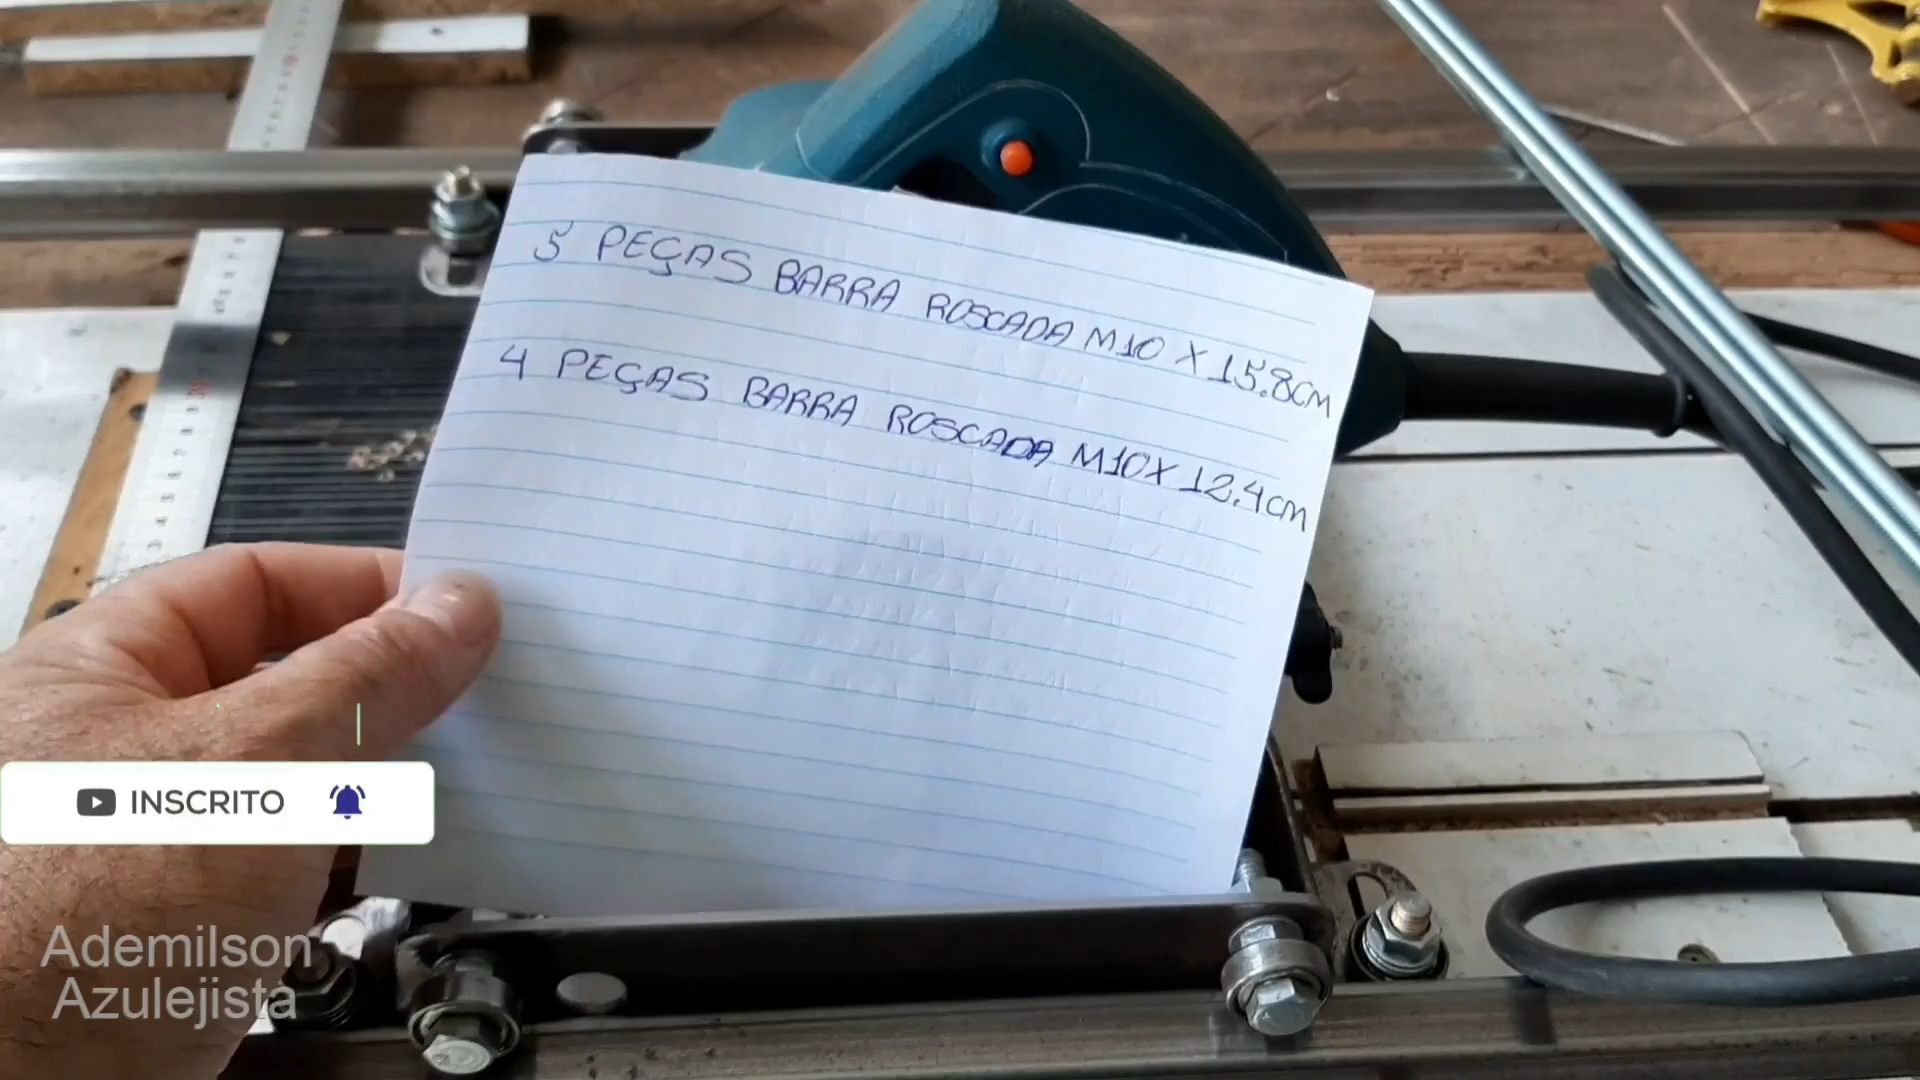 5 PEÇAS BARRA ROSCADA M10 X 15.8CM
4 PEÇAS BARRA ROSCADA M10X 12.4CM
INSCRITO
Ademilson
Azulejista